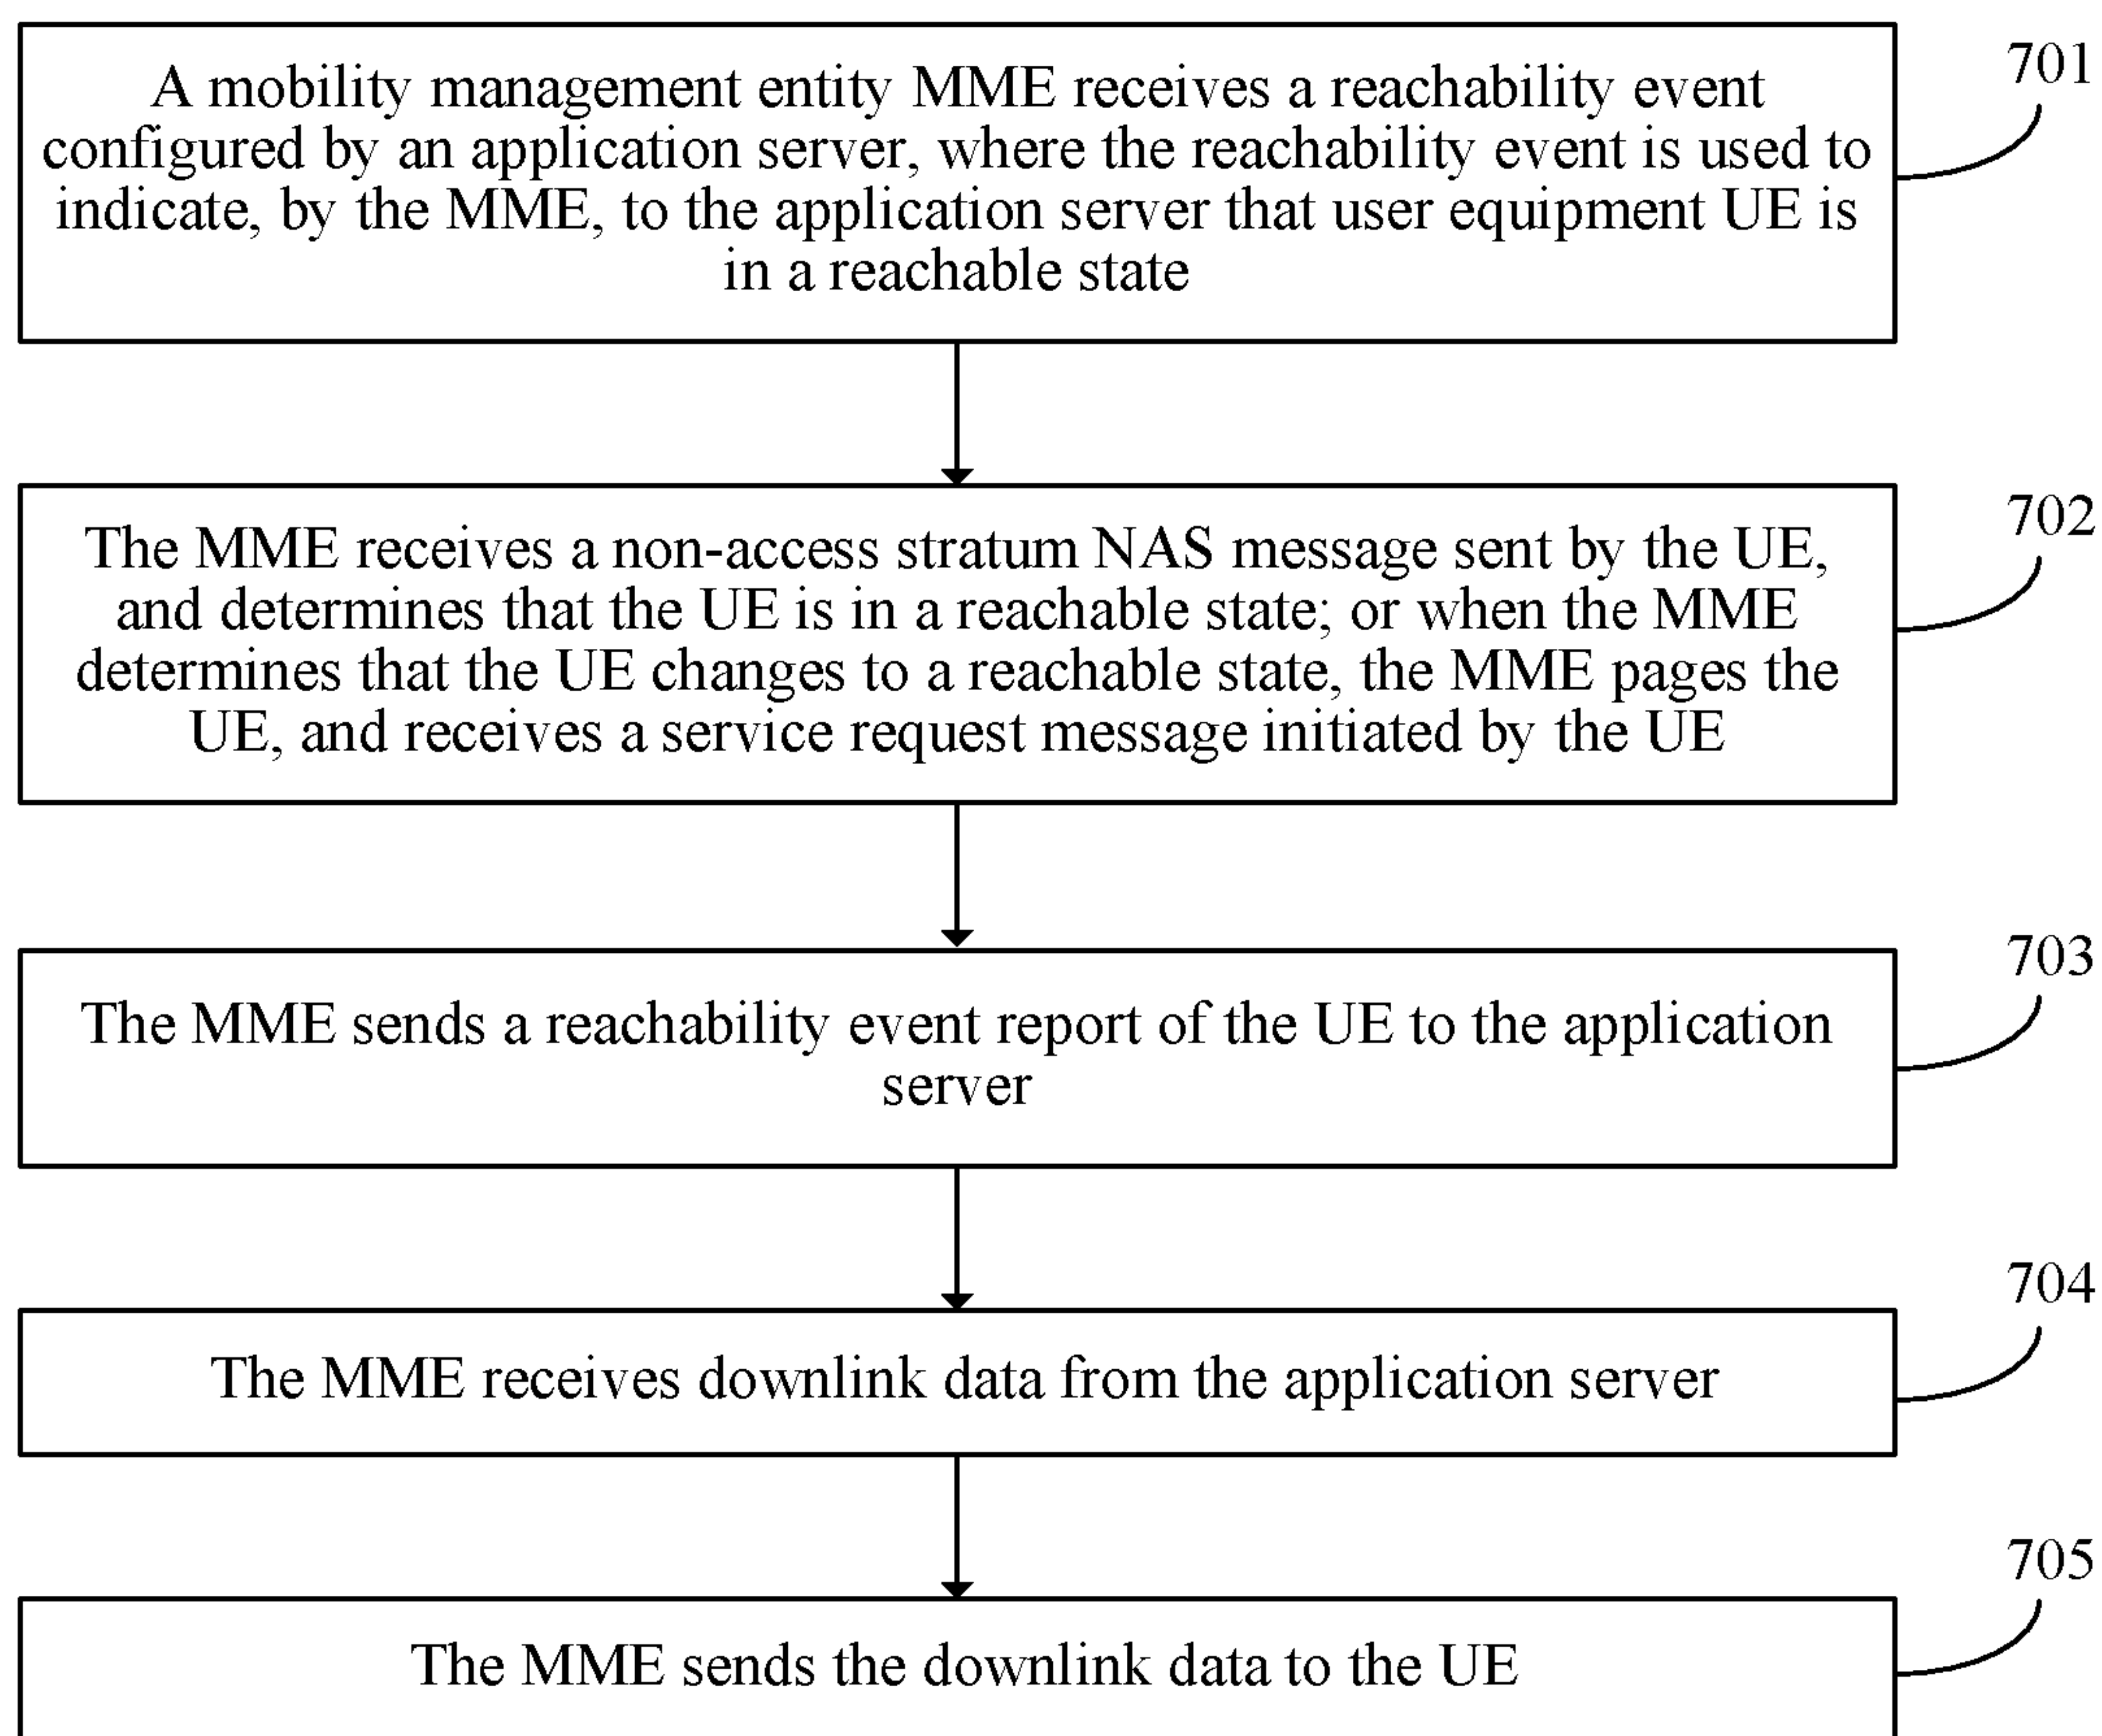 A mobility management entity MME receives a reachability event
configured by an application server, where the reachability event is used to
indicate, by the MME, to the application server that user equipment UE is
in a reachable state
701
The MME receives a non-access stratum NAS message sent by the UE,
and determines that the UE is in a reachable state; or when the MME
determines that the UE changes to a reachable state, the MME pages the
UE, and receives a service request message initiated by the UE
702
The MME sends a reachability event report of the UE to the application
server
703
The MME receives downlink data from the application server
704
The MME sends the downlink data to the UE
705